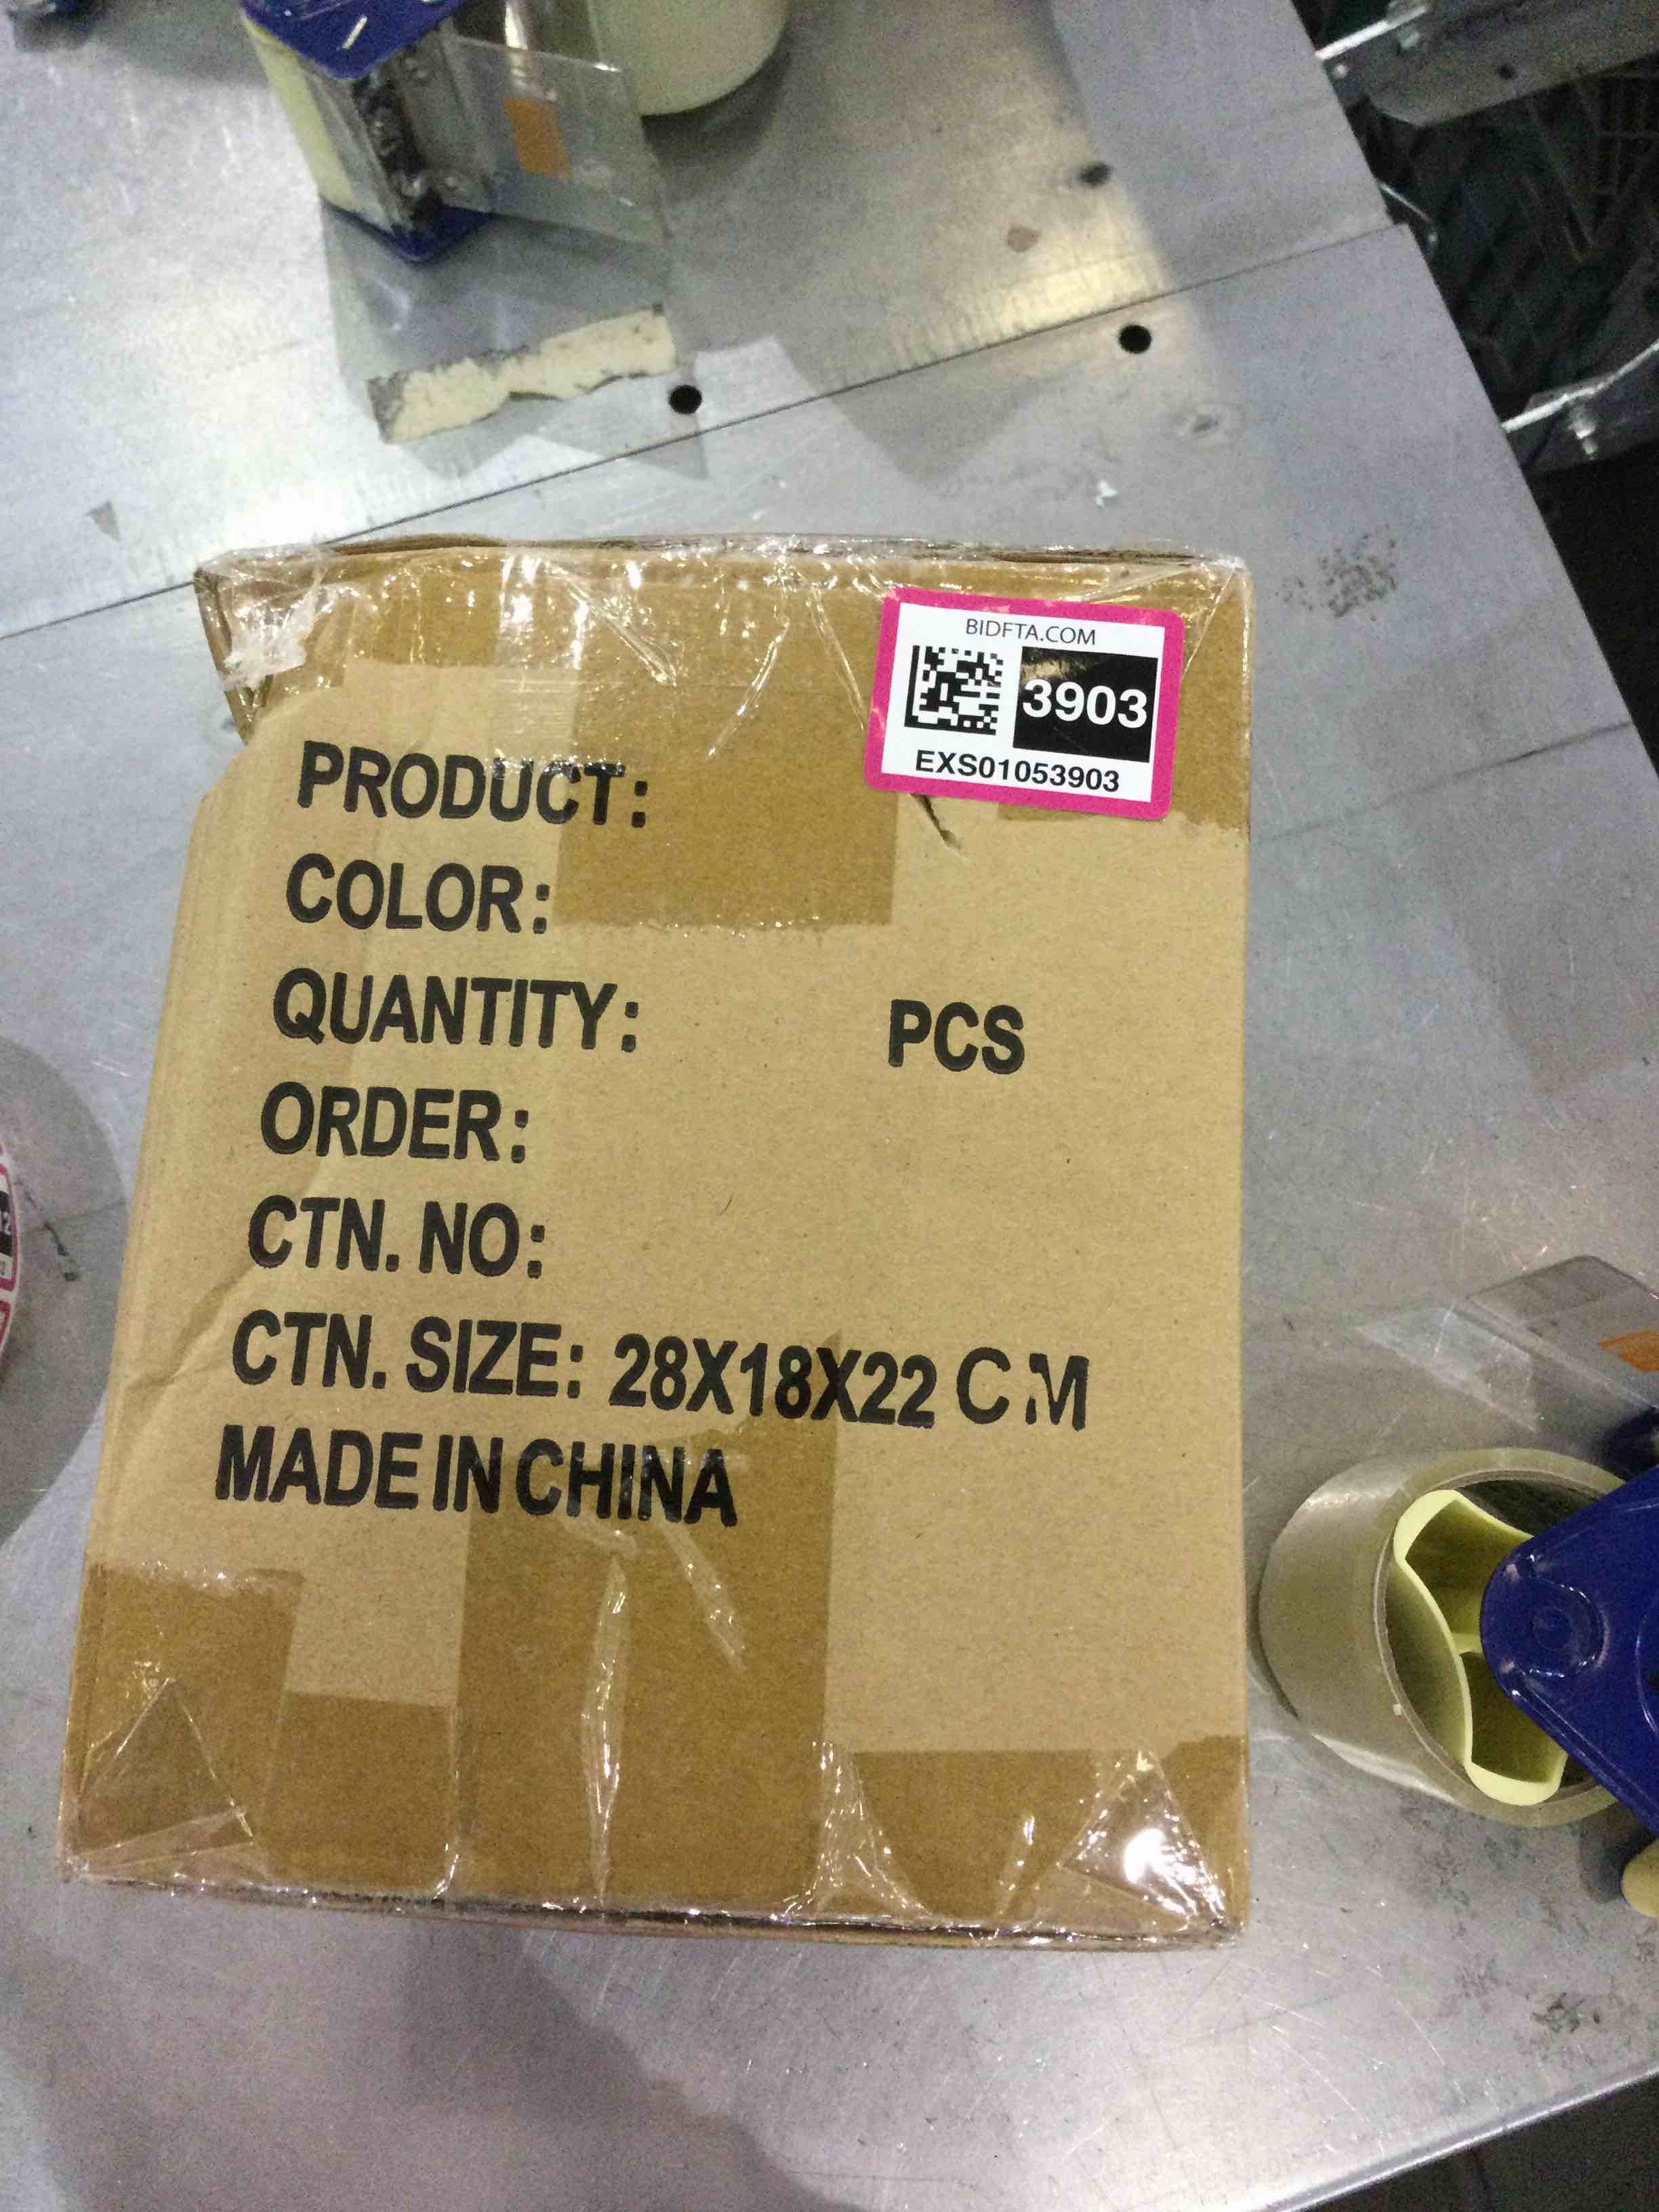 BIDFTA.COM
3903
EXS01053903
PRODUCT:
COLOR:
QUANTITY: PCS
ORDER:
CTN. NO:
CTN. SIZE: 28X18X22 CM
MADE IN CHINA